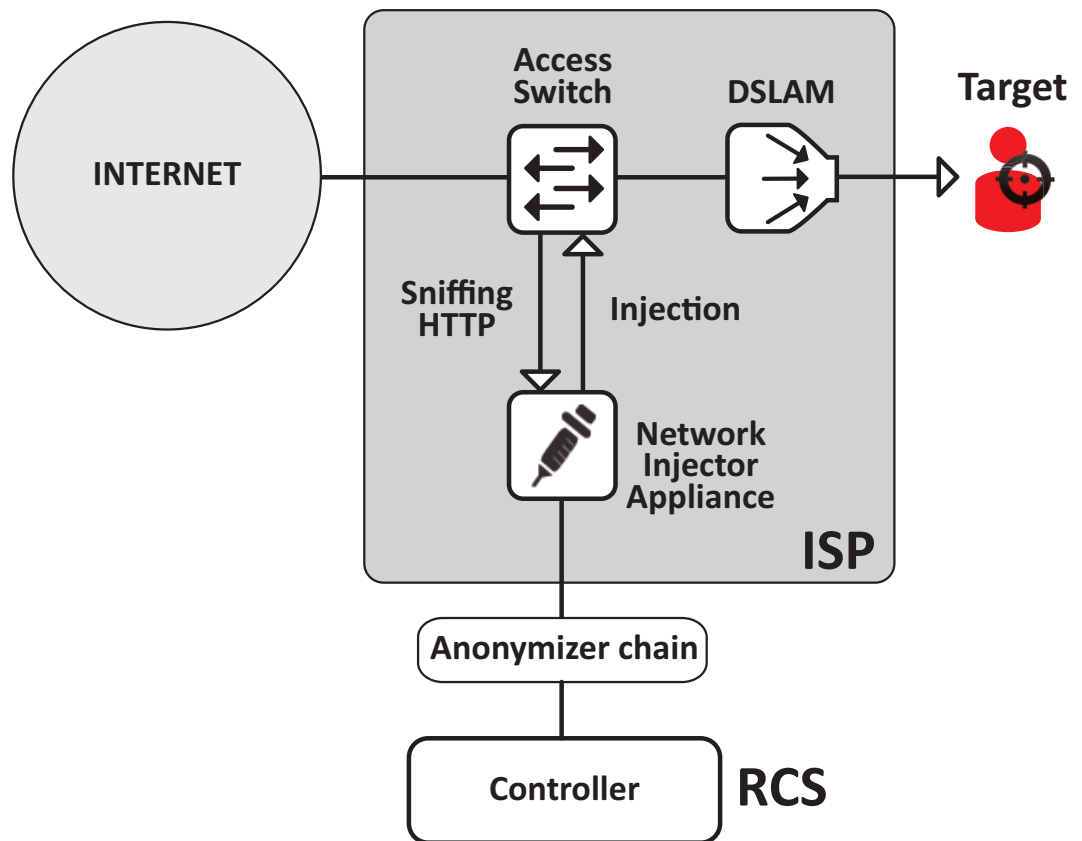 Access
Switch
DSLAM
Target
INTERNET
Sniffing
HTTP
Injection
Network
Injector
Appliance
ISP
Anonymizer chain
Controller
RCS